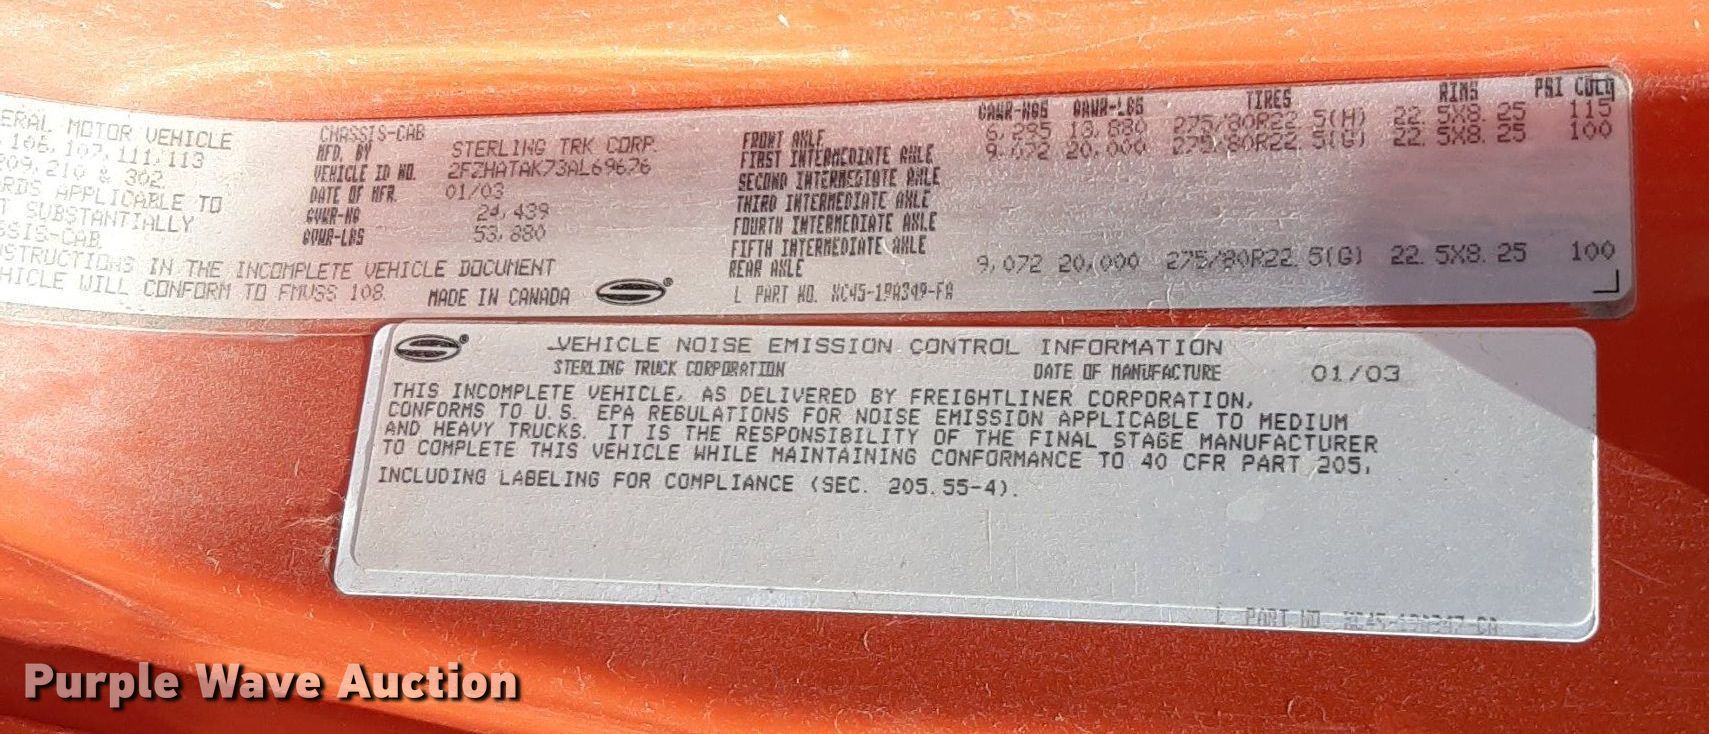 ERAL MOTOR VEHICLE
106, 107, 111, 113
209, 210 & 302
RDS APPLICABLE TO
T SUBSTANTIALLY
SSIS-CAB
NSTRUCTIONS IN THE INCOMPLETE VEHICLE DOCUMENT
HICLE WILL CONFORM TO FMVSS 108
CHASSIS-CAB
MFD. BY STERLING TRK CORP.
VEHICLE ID NO. 2FZHATAK73AL69676
DATE OF MFR. 01/03
GVWR-KG 24,439
GVWR-LBS 53,880
MADE IN CANADA
GAWR-KGS GAWR-LBS TIRES RIMS PSI COLD
FRONT AXLE 6,295 13,880 275/80R22.5(H) 22.5X8.25 115
FIRST INTERMEDIATE AXLE 9,072 20,000 275/80R22.5(G) 22.5X8.25 100
SECOND INTERMEDIATE AXLE
THIRD INTERMEDIATE AXLE
FOURTH INTERMEDIATE AXLE
FIFTH INTERMEDIATE AXLE
REAR AXLE 9,072 20,000 275/80R22.5(G) 22.5X8.25 100
L PART NO. XC45-19A349-FA
VEHICLE NOISE EMISSION CONTROL INFORMATION
STERLING TRUCK CORPORATION DATE OF MANUFACTURE 01/03
THIS INCOMPLETE VEHICLE, AS DELIVERED BY FREIGHTLINER CORPORATION,
CONFORMS TO U.S. EPA REGULATIONS FOR NOISE EMISSION APPLICABLE TO MEDIUM
AND HEAVY TRUCKS. IT IS THE RESPONSIBILITY OF THE FINAL STAGE MANUFACTURER
TO COMPLETE THIS VEHICLE WHILE MAINTAINING CONFORMANCE TO 40 CFR PART 205,
INCLUDING LABELING FOR COMPLIANCE (SEC. 205.55-4).
L PART NO
Purple Wave Auction